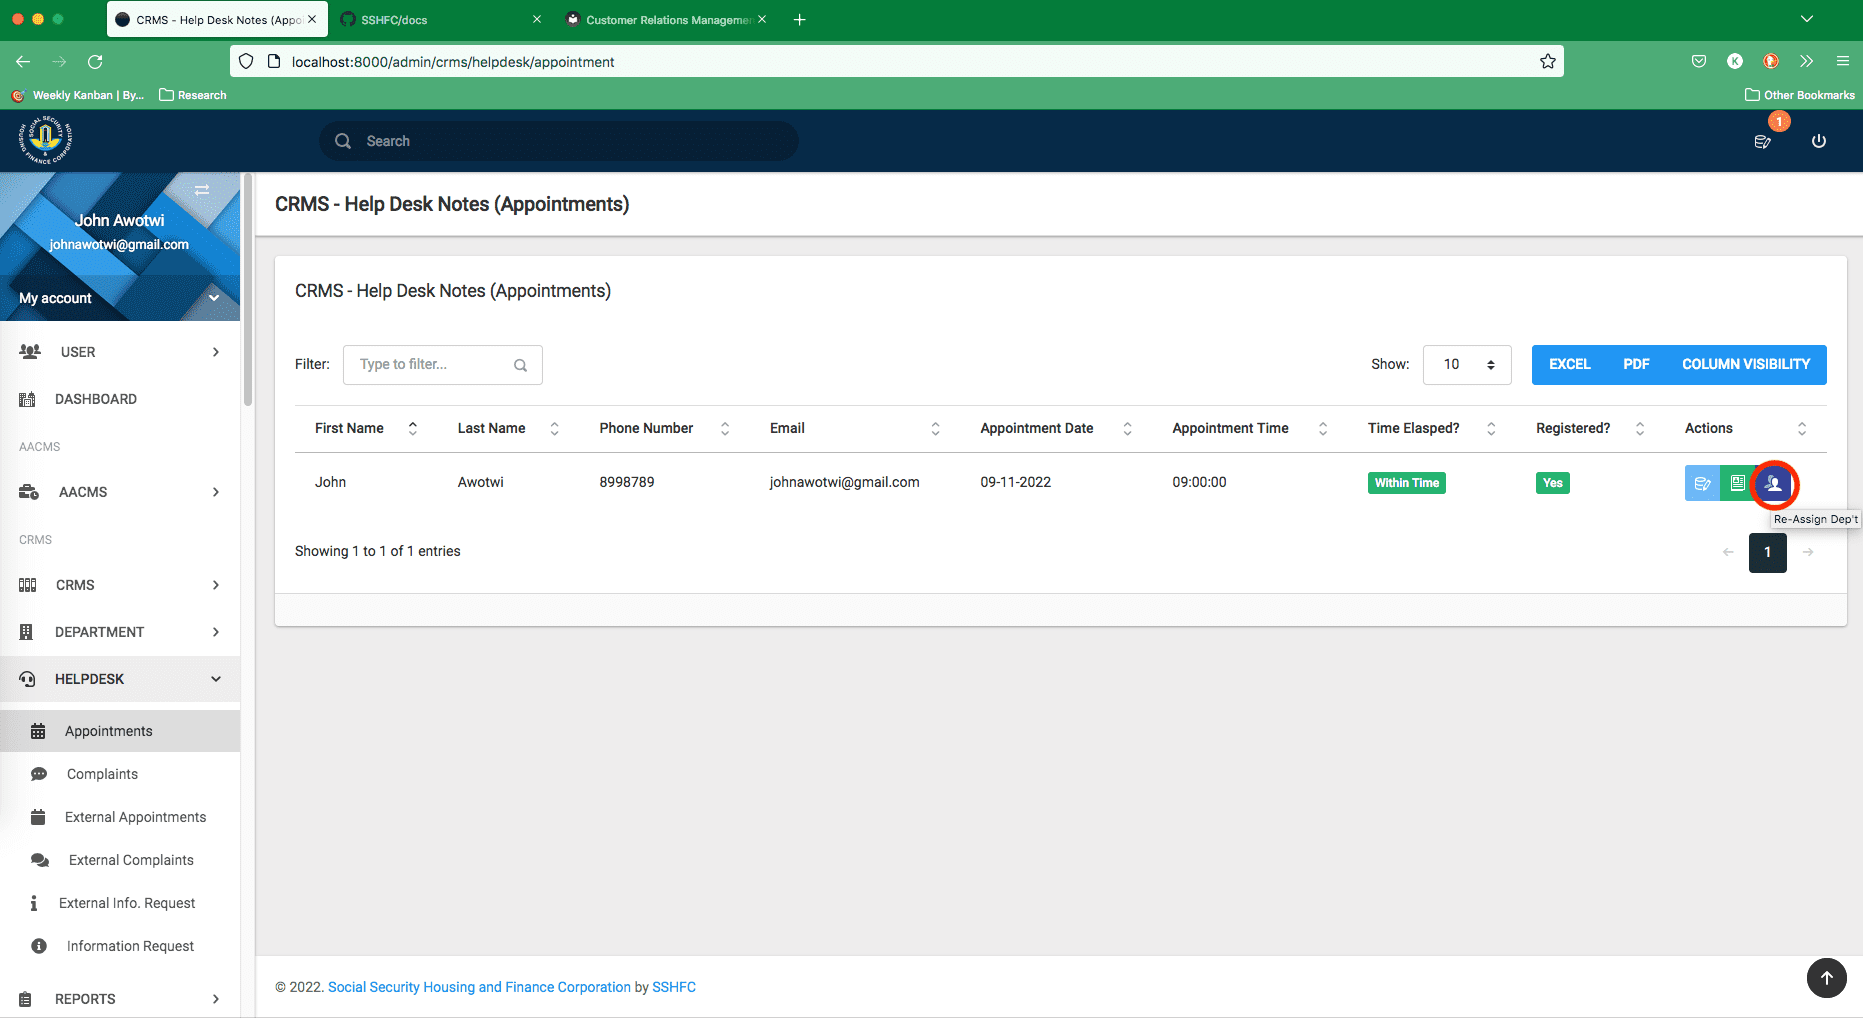 CRMS - Help Desk Notes (Appoi
SSHFC/docs
Customer Relations Managemen
localhost:8000/admin/crms/helpdesk/appointment
K
Weekly Kanban | By...
Research
Other Bookmarks
SOCIAL SECURITY & HOUSING FINANCE CORPORATION
Search
1
John Awotwi
johnawotwi@gmail.com
My account
USER
DASHBOARD
AACMS
AACMS
CRMS
CRMS
DEPARTMENT
HELPDESK
Appointments
Complaints
External Appointments
External Complaints
External Info. Request
Information Request
REPORTS
CRMS - Help Desk Notes (Appointments)
CRMS - Help Desk Notes (Appointments)
Filter: Type to filter... Show: 10 EXCEL PDF COLUMN VISIBILITY
First Name Last Name Phone Number Email Appointment Date Appointment Time Time Elasped? Registered? Actions
John Awotwi 8998789 johnawotwi@gmail.com 09-11-2022 09:00:00 Within Time Yes
Re-Assign Dep't
Showing 1 to 1 of 1 entries
1
© 2022. Social Security Housing and Finance Corporation by SSHFC